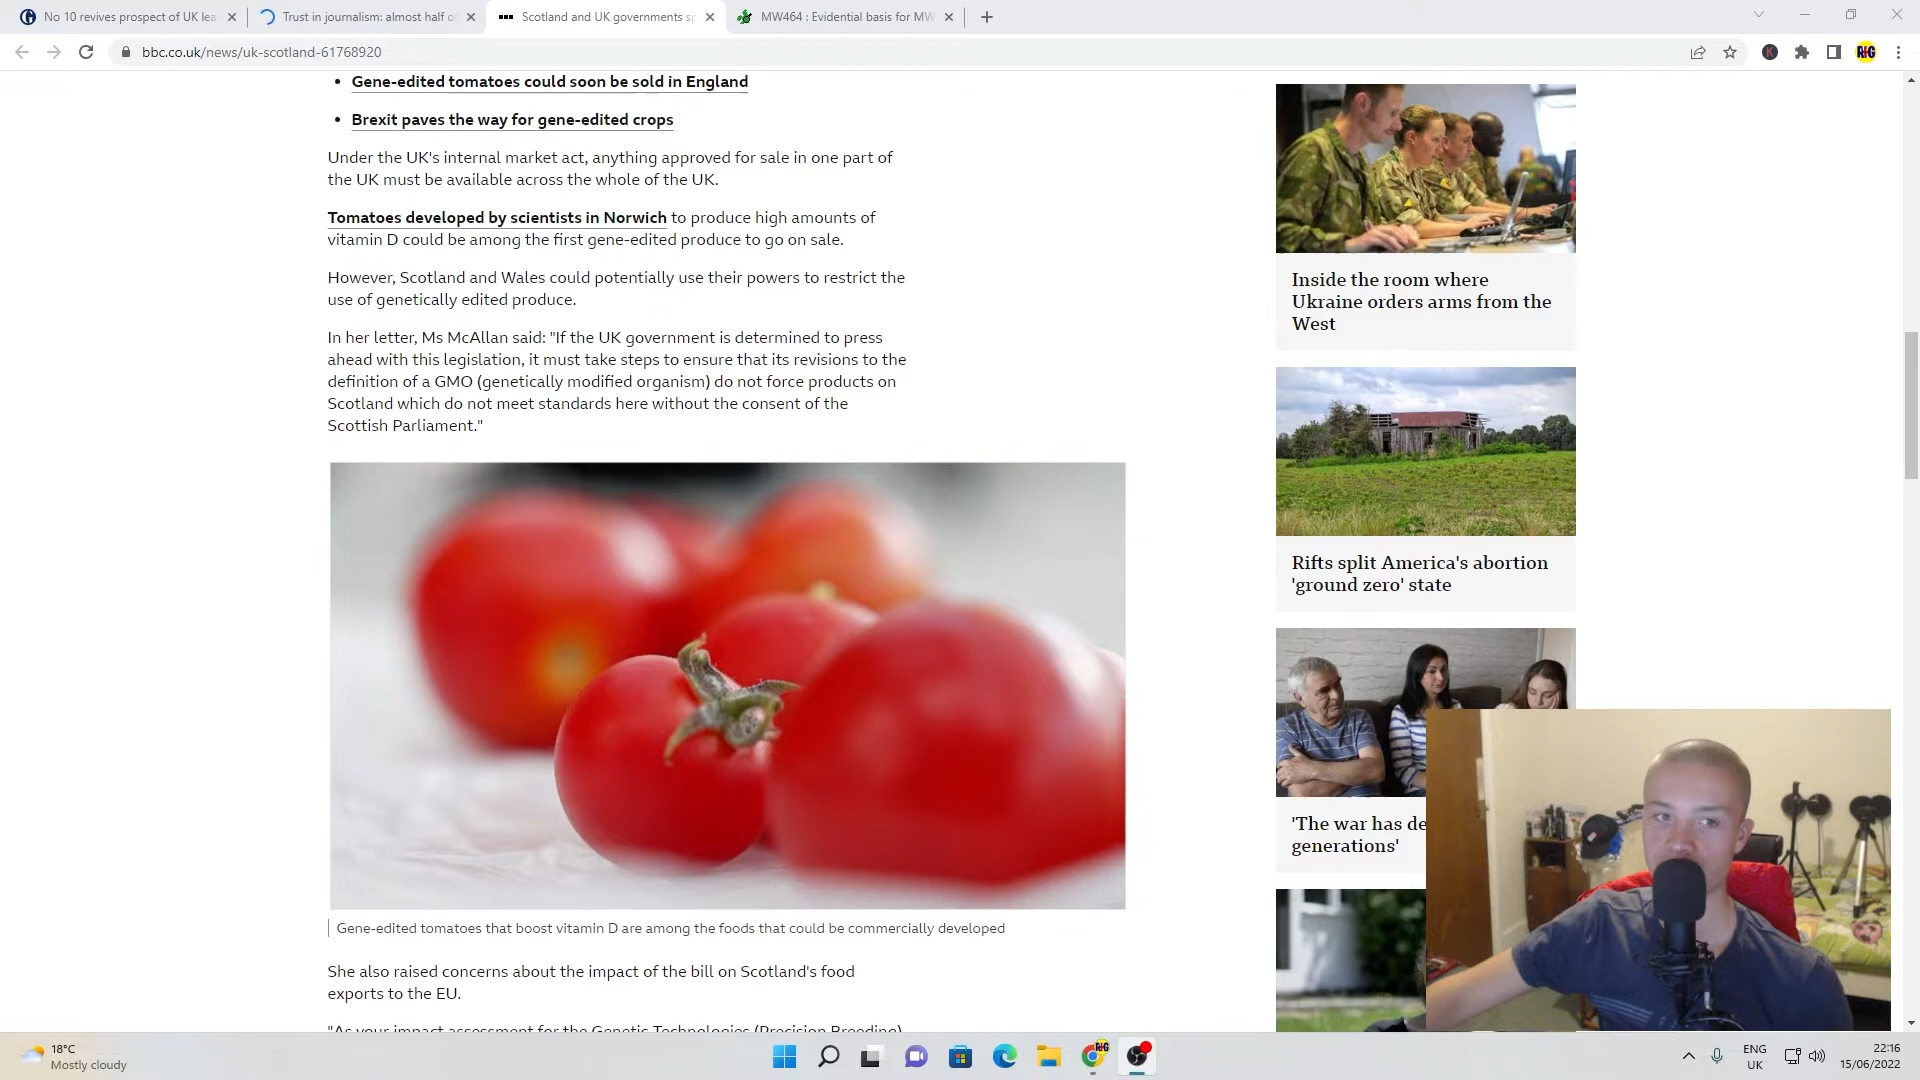 No 10 revives prospect of UK lea
Trust in journalism: almost half o
Scotland and UK governments sp
MW464 : Evidential basis for MW
bbc.co.uk/news/uk-scotland-61768920
Gene-edited tomatoes could soon be sold in England
Brexit paves the way for gene-edited crops
Under the UK's internal market act, anything approved for sale in one part of
the UK must be available across the whole of the UK.
Tomatoes developed by scientists in Norwich to produce high amounts of
vitamin D could be among the first gene-edited produce to go on sale.
However, Scotland and Wales could potentially use their powers to restrict the
use of genetically edited produce.
In her letter, Ms McAllan said: "If the UK government is determined to press
ahead with this legislation, it must take steps to ensure that its revisions to the
definition of a GMO (genetically modified organism) do not force products on
Scotland which do not meet standards here without the consent of the
Scottish Parliament."
Gene-edited tomatoes that boost vitamin D are among the foods that could be commercially developed
She also raised concerns about the impact of the bill on Scotland's food
exports to the EU.
"As your impact assessment for the Genetic Technologies (Precision Breeding)
Inside the room where
Ukraine orders arms from the
West
Rifts split America's abortion
'ground zero' state
'The war has de
generations'
18°C
Mostly cloudy
ENG
UK
22:16
15/06/2022